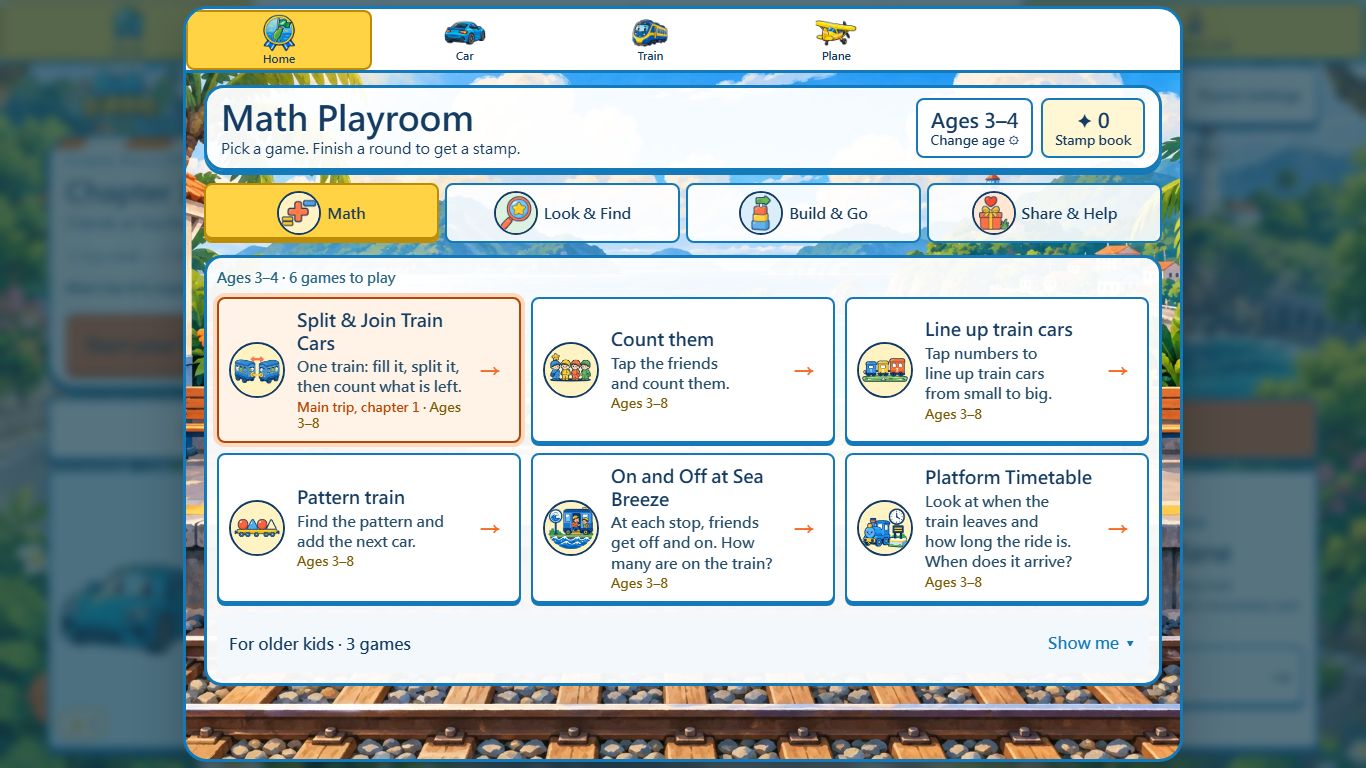 Home
Car
Train
Plane
Math Playroom
Pick a game. Finish a round to get a stamp.
Ages 3–4
Change age ⚙
✦ 0
Stamp book
Math
Look & Find
Build & Go
Share & Help
Ages 3–4 · 6 games to play
Split & Join Train
Cars
One train: fill it, split it,
then count what is left.
Main trip, chapter 1 · Ages
3–8
→
Count them
Tap the friends
and count them.
Ages 3–8
→
Line up train cars
Tap numbers to
line up train cars
from small to big.
Ages 3–8
→
Pattern train
Find the pattern and
add the next car.
Ages 3–8
→
On and Off at Sea
Breeze
At each stop, friends
get off and on. How
many are on the train?
Ages 3–8
→
Platform Timetable
Look at when the
train leaves and
how long the ride is.
When does it arrive?
Ages 3–8
→
For older kids · 3 games
Show me ▼